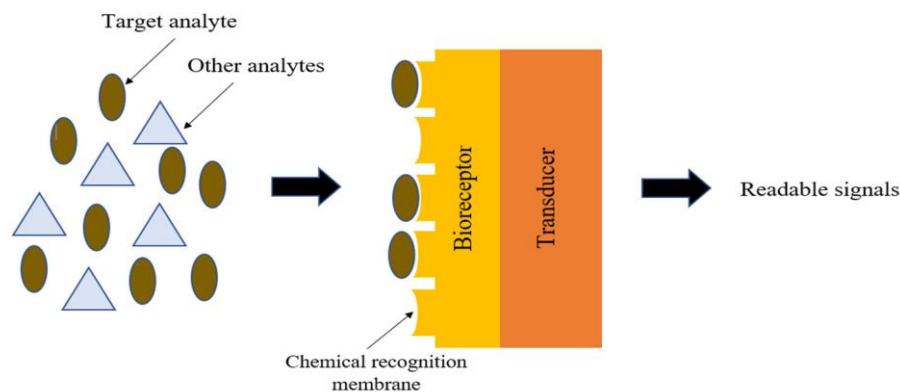 Target analyte
Other analytes
Bioreceptor
Transducer
Readable signals
Chemical recognition
membrane